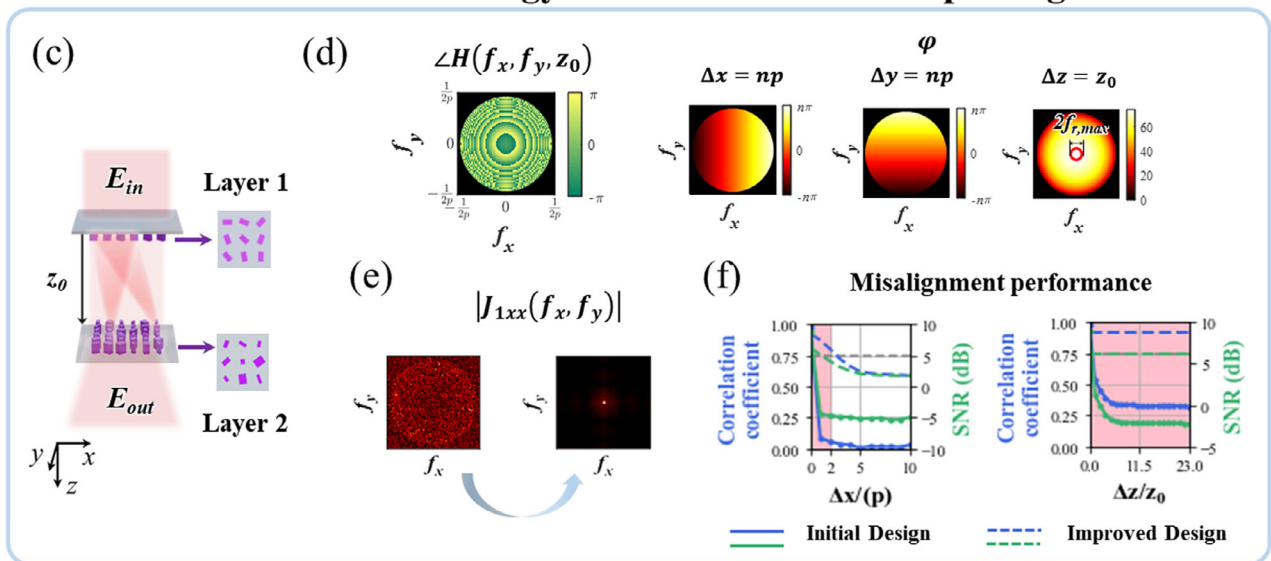 (c)
E_in
Layer 1
z_0
E_out
Layer 2
y
x
z
(d)
∠H(f_x, f_y, z_0)
1/2p
f_y
0
-1/2p
-1/2p
0
1/2p
f_x
π
0
-π
φ
Δx = np
f_y
f_x
nπ
0
-nπ
Δy = np
f_y
f_x
nπ
0
-nπ
Δz = z_0
2f_r,max
f_y
f_x
60
40
20
0
(e)
|J_1xx(f_x, f_y)|
f_y
f_x
f_y
f_x
(f)
Misalignment performance
Correlation
coefficient
1.00
0.75
0.50
0.25
0.00
0 2 5 10
Δx/(p)
10
5
0
-5
-10
SNR (dB)
Correlation
coefficient
1.00
0.75
0.50
0.25
0.00
0.0 11.5 23.0
Δz/z_0
10
5
0
-5
SNR (dB)
Initial Design
Improved Design